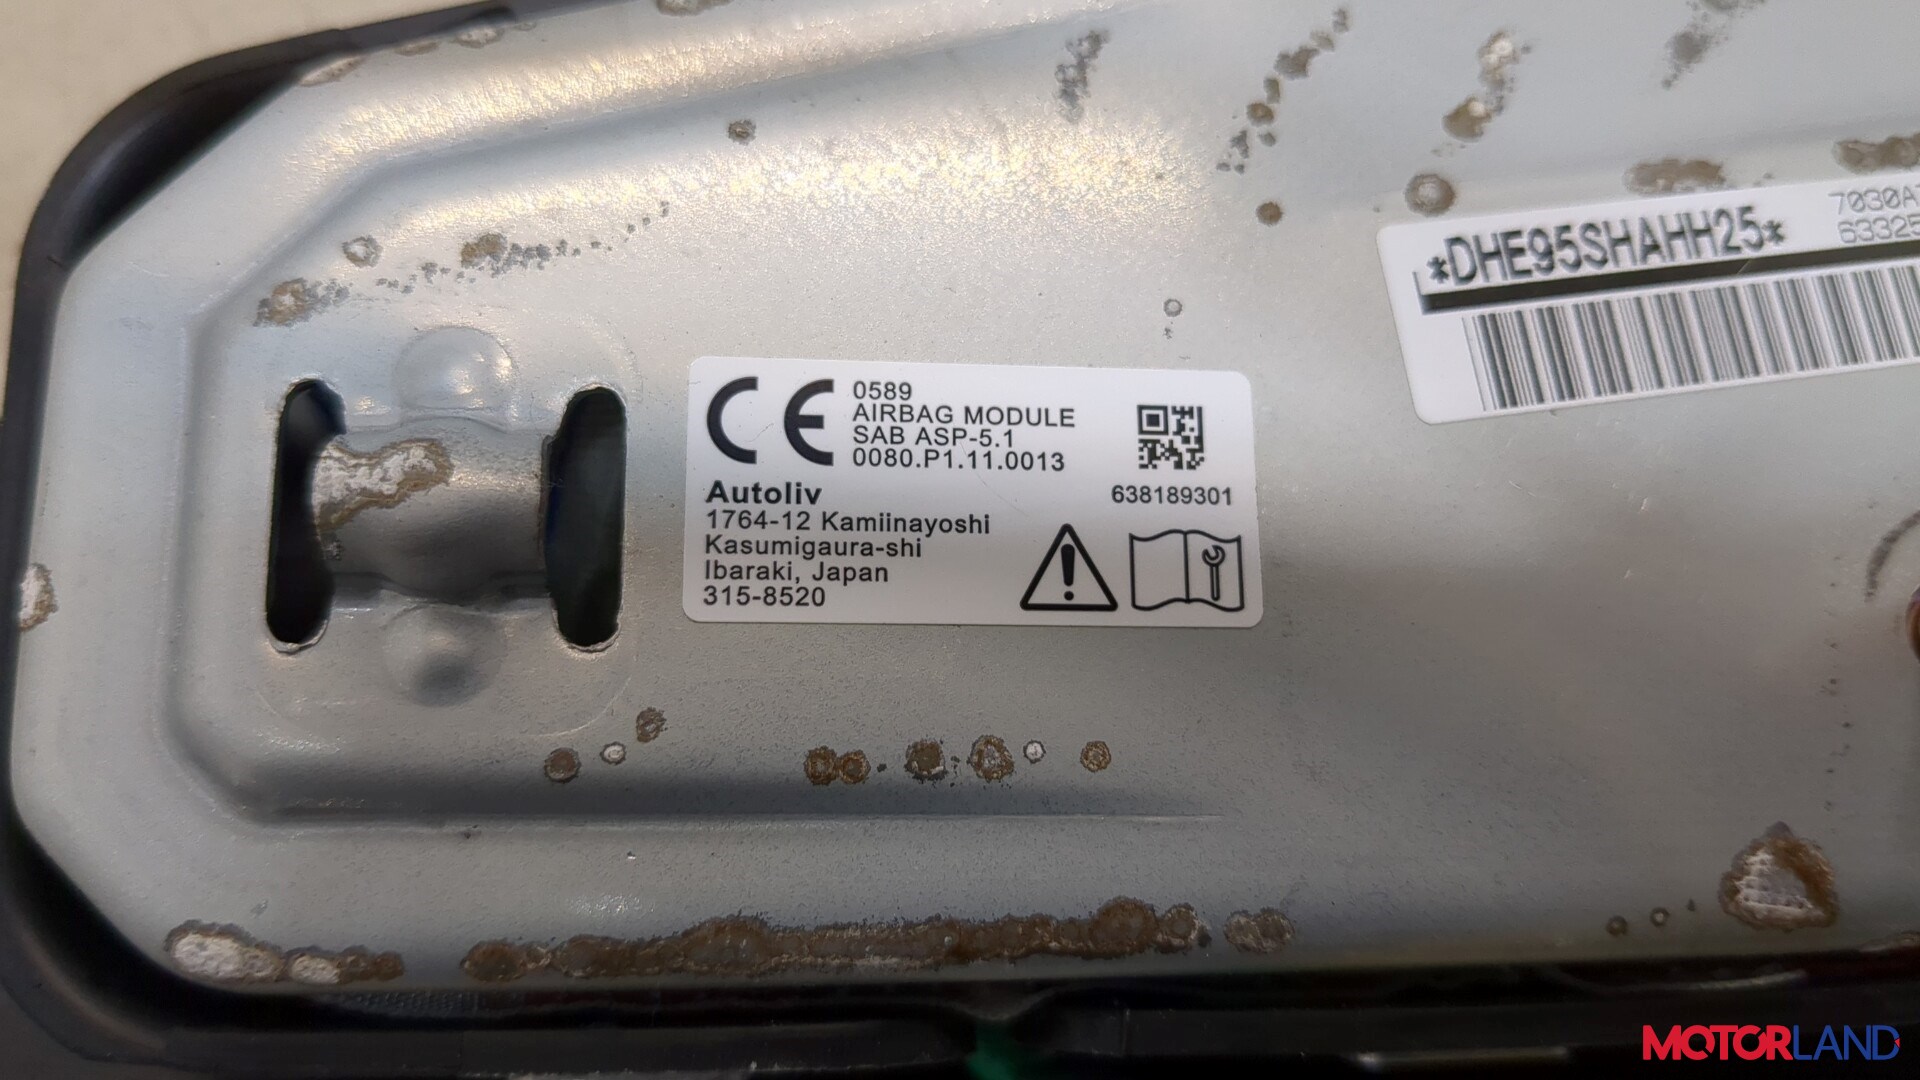 *DHE95SHAHH25*
CE
0589
AIRBAG MODULE
SAB ASP-5.1
0080.P1.11.0013
638189301
Autoliv
1764-12 Kamiinayoshi
Kasumigaura-shi
Ibaraki, Japan
315-8520
MOTORLAND